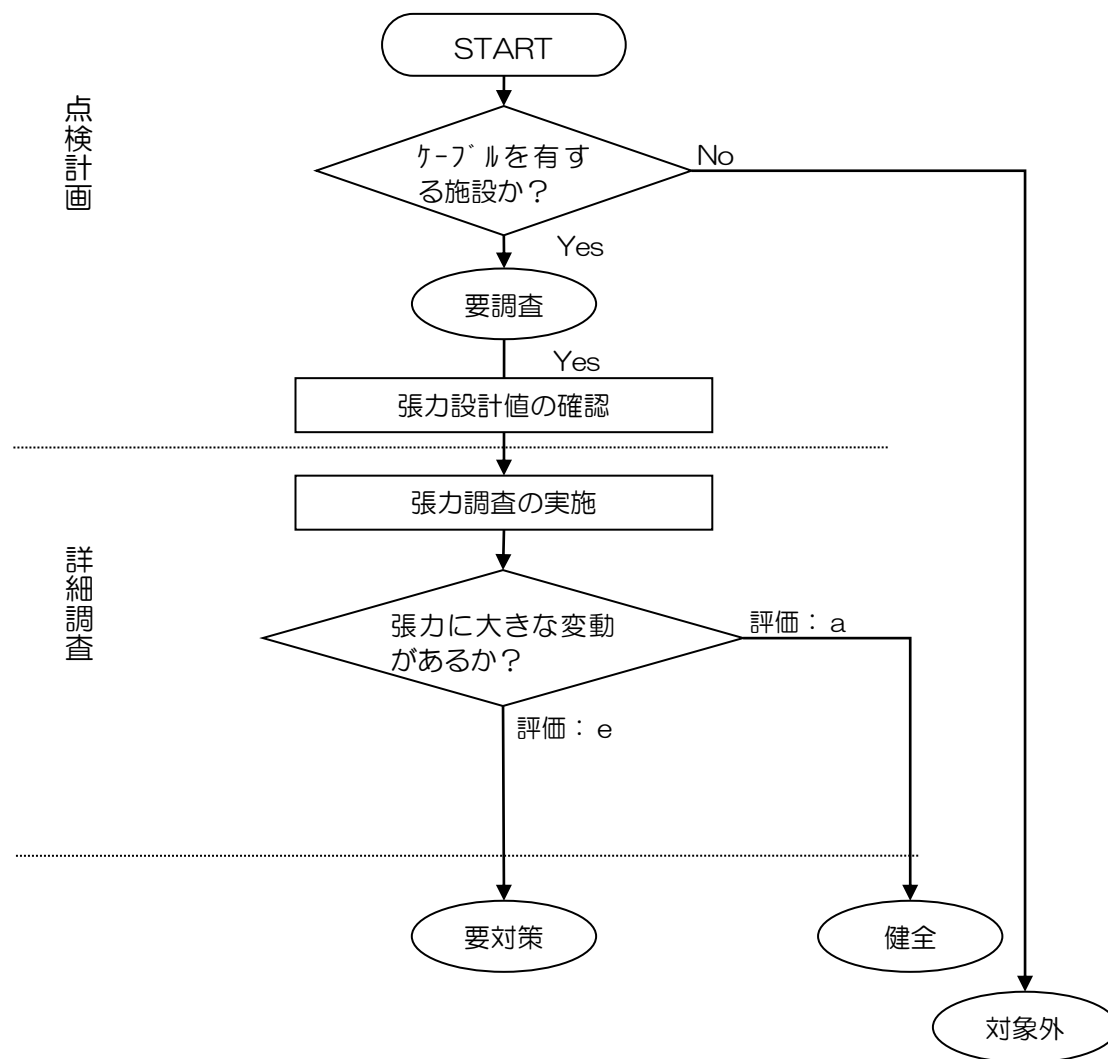 START
点検計画
ｹｰﾌﾞﾙを有す
る施設か？
No
Yes
要調査
Yes
張力設計値の確認
張力調査の実施
詳細調査
張力に大きな変動
があるか？
評価：ａ
評価：ｅ
要対策
健全
対象外